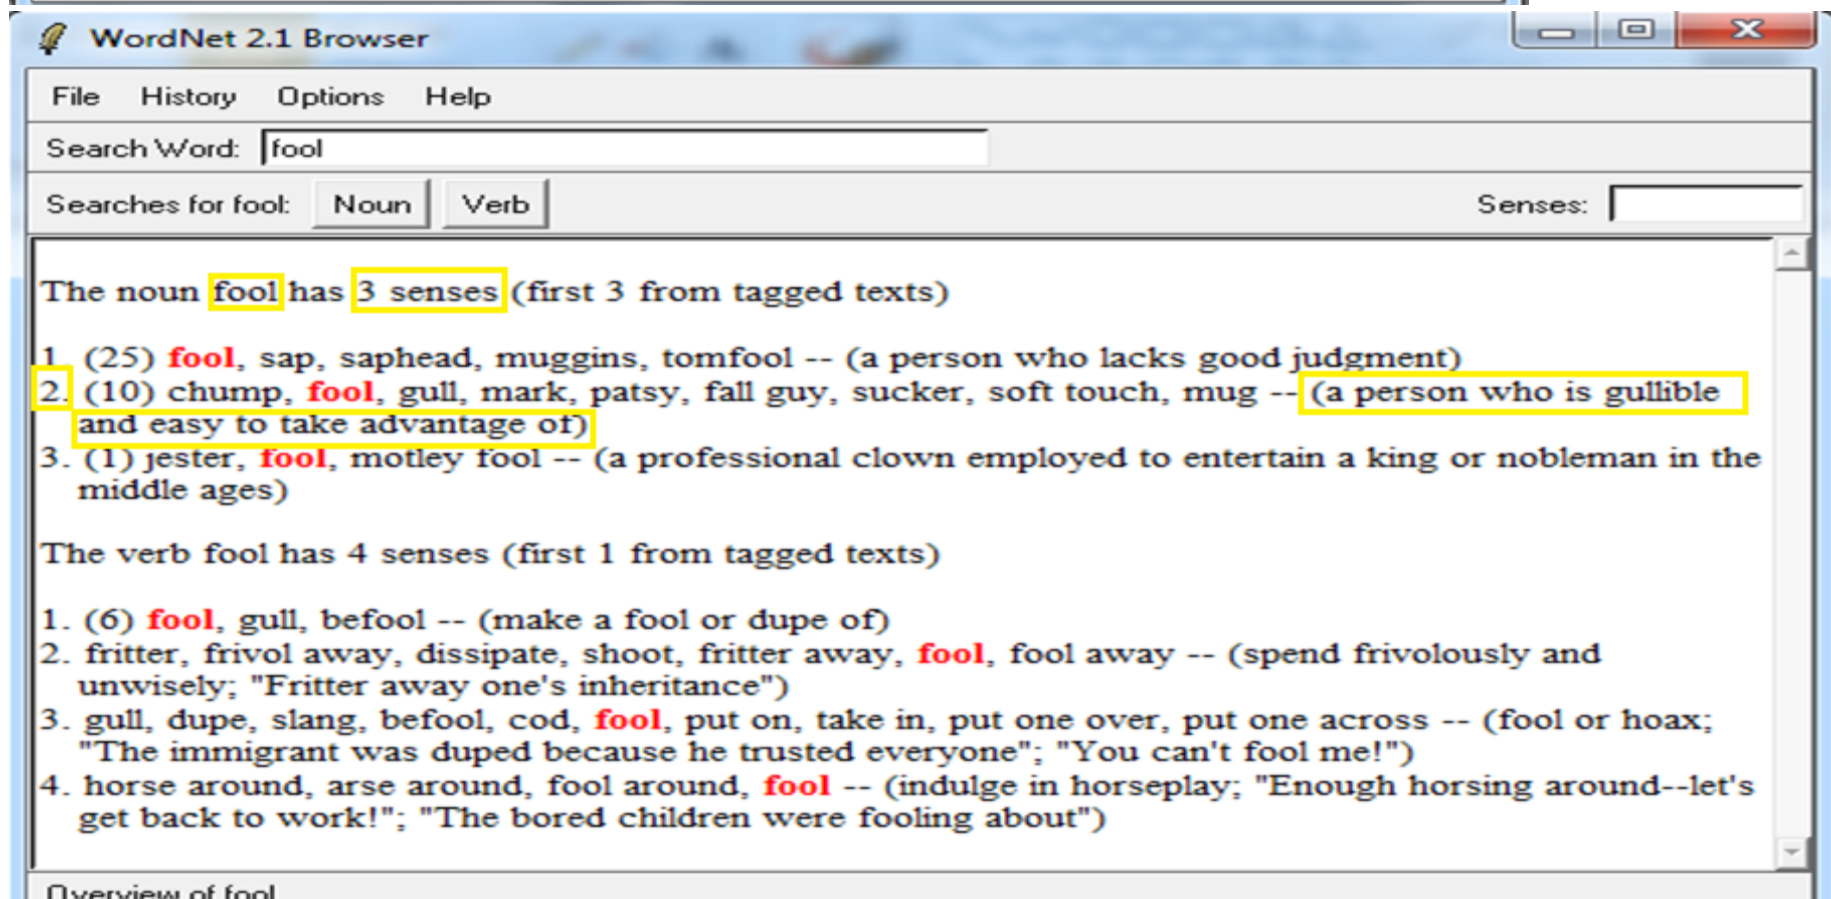 WordNet 2.1 Browser
File History Options Help
Search Word: fool
Searches for fool: Noun Verb Senses:
The noun fool has 3 senses (first 3 from tagged texts)
1. (25) fool, sap, saphead, muggins, tomfool -- (a person who lacks good judgment)
2. (10) chump, fool, gull, mark, patsy, fall guy, sucker, soft touch, mug -- (a person who is gullible
and easy to take advantage of)
3. (1) jester, fool, motley fool -- (a professional clown employed to entertain a king or nobleman in the
middle ages)
The verb fool has 4 senses (first 1 from tagged texts)
1. (6) fool, gull, befool -- (make a fool or dupe of)
2. fritter, frivol away, dissipate, shoot, fritter away, fool, fool away -- (spend frivolously and
unwisely; "Fritter away one's inheritance")
3. gull, dupe, slang, befool, cod, fool, put on, take in, put one over, put one across -- (fool or hoax;
"The immigrant was duped because he trusted everyone"; "You can't fool me!")
4. horse around, arse around, fool around, fool -- (indulge in horseplay; "Enough horsing around--let's
get back to work!"; "The bored children were fooling about")
Overview of fool